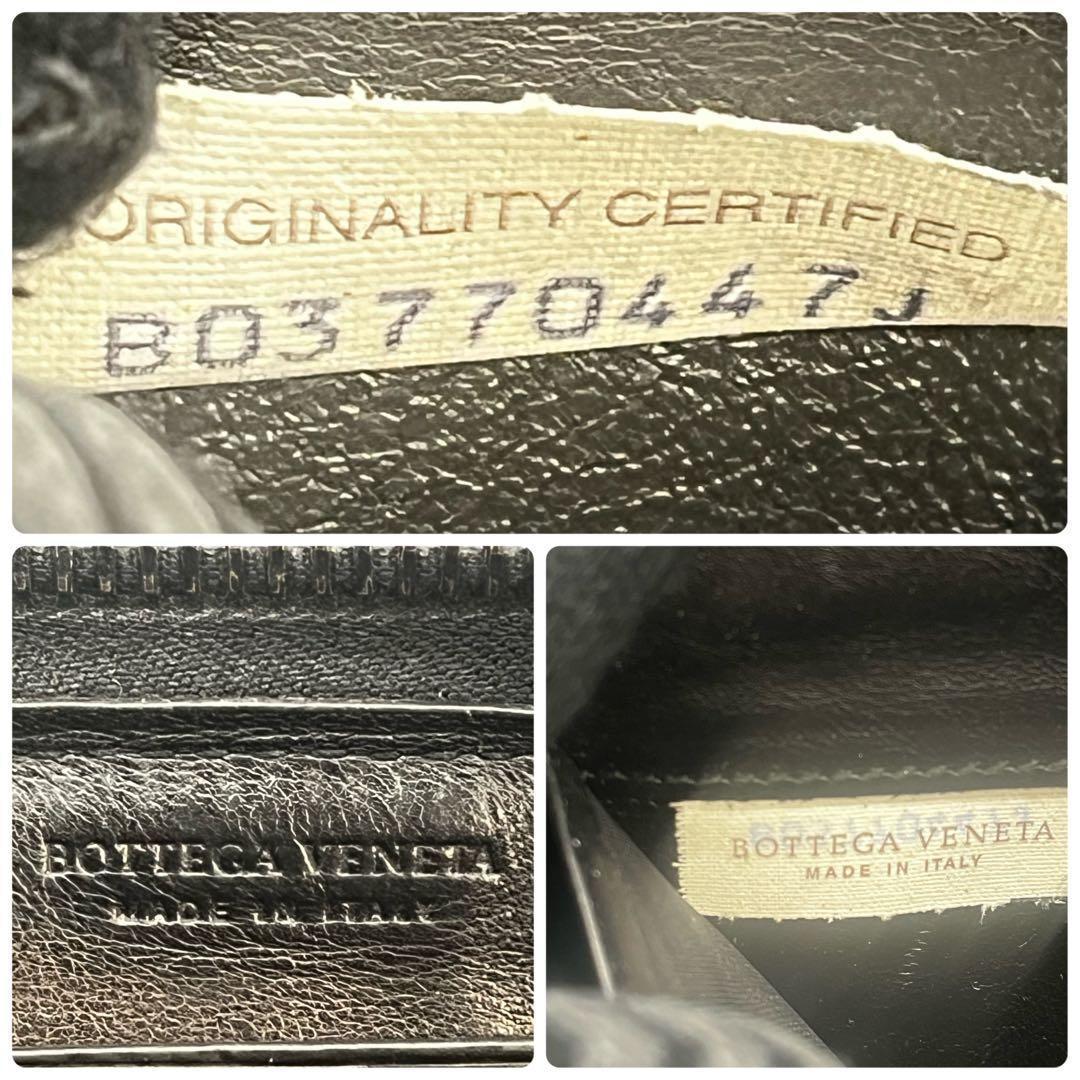 ORIGINALITY CERTIFIED
B03770447J
BOTTEGA VENETA
MADE IN ITALY
BOTTEGA VENETA
MADE IN ITALY